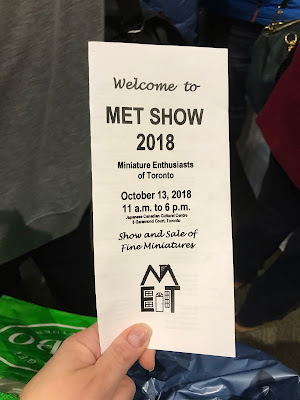 Welcome to
MET SHOW
2018
Miniature Enthusiasts
of Toronto
October 13, 2018
11 a.m. to 6 p.m.
Japanese Canadian Cultural Centre
6 Garamond Court, Toronto
Show and Sale of
Fine Miniatures
MET